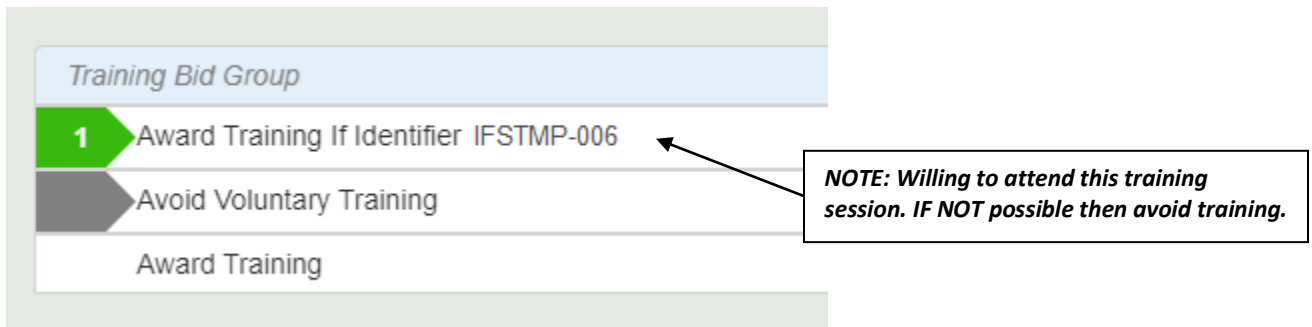 Training Bid Group
1 Award Training If Identifier IFSTMP-006
Avoid Voluntary Training
Award Training
NOTE: Willing to attend this training
session. IF NOT possible then avoid training.